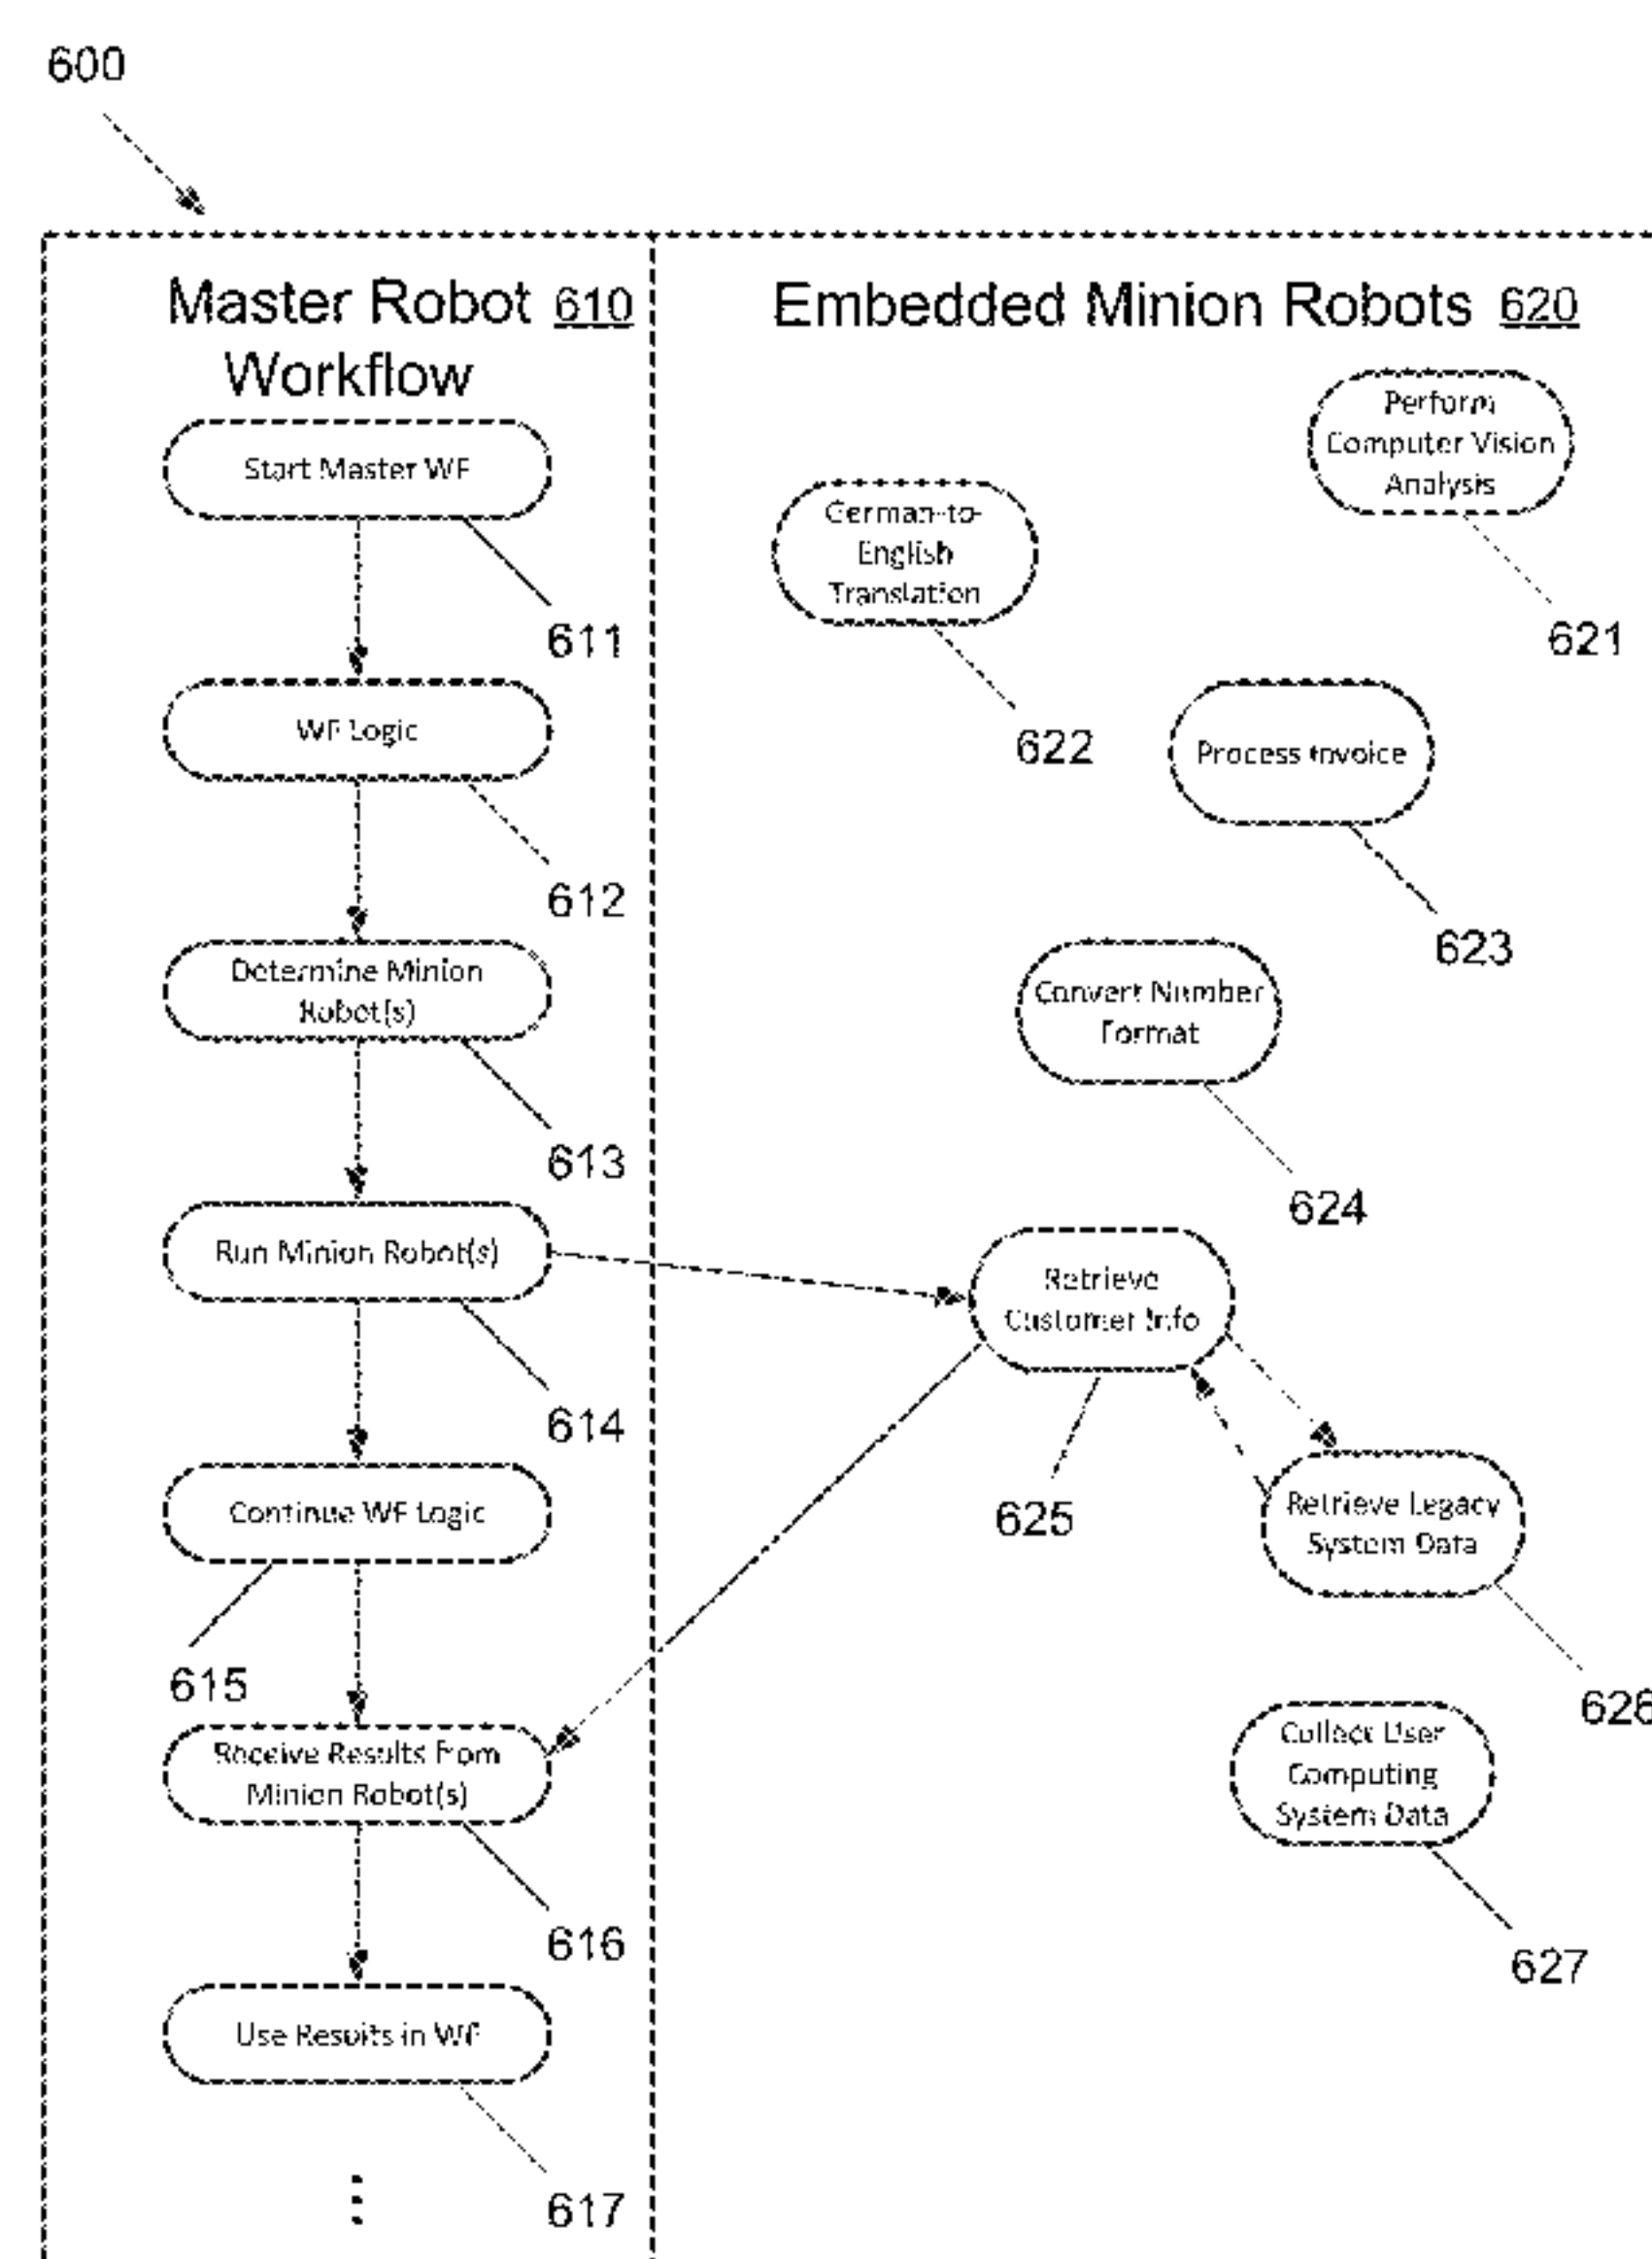 600
Master Robot 610
Workflow
Start Master WF
611
WF Logic
612
Determine Minion
Robot(s)
613
Run Minion Robot(s)
614
Continue WF Logic
615
Receive Results from
Minion Robot(s)
616
Use Results in WF
617
Embedded Minion Robots 620
Perform
Computer Vision
Analysis
621
German-to-
English
Translation
622
Process Invoice
623
Convert Number
Format
624
Retrieve
Customer Info
625
Retrieve Legacy
System Data
Collect User
Computing
System Data
627